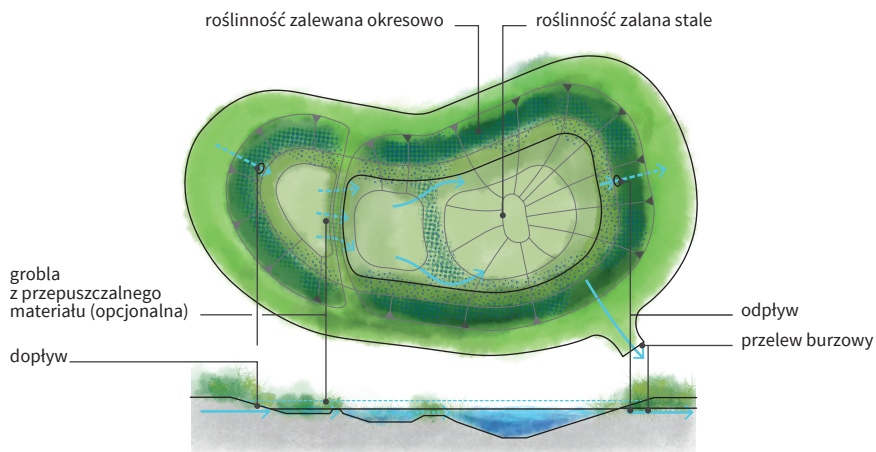 roślinność zalewana okresowo
roślinność zalana stale
grobla
z przepuszczalnego
materiału (opcjonalna)
dopływ
odpływ
przelew burzowy